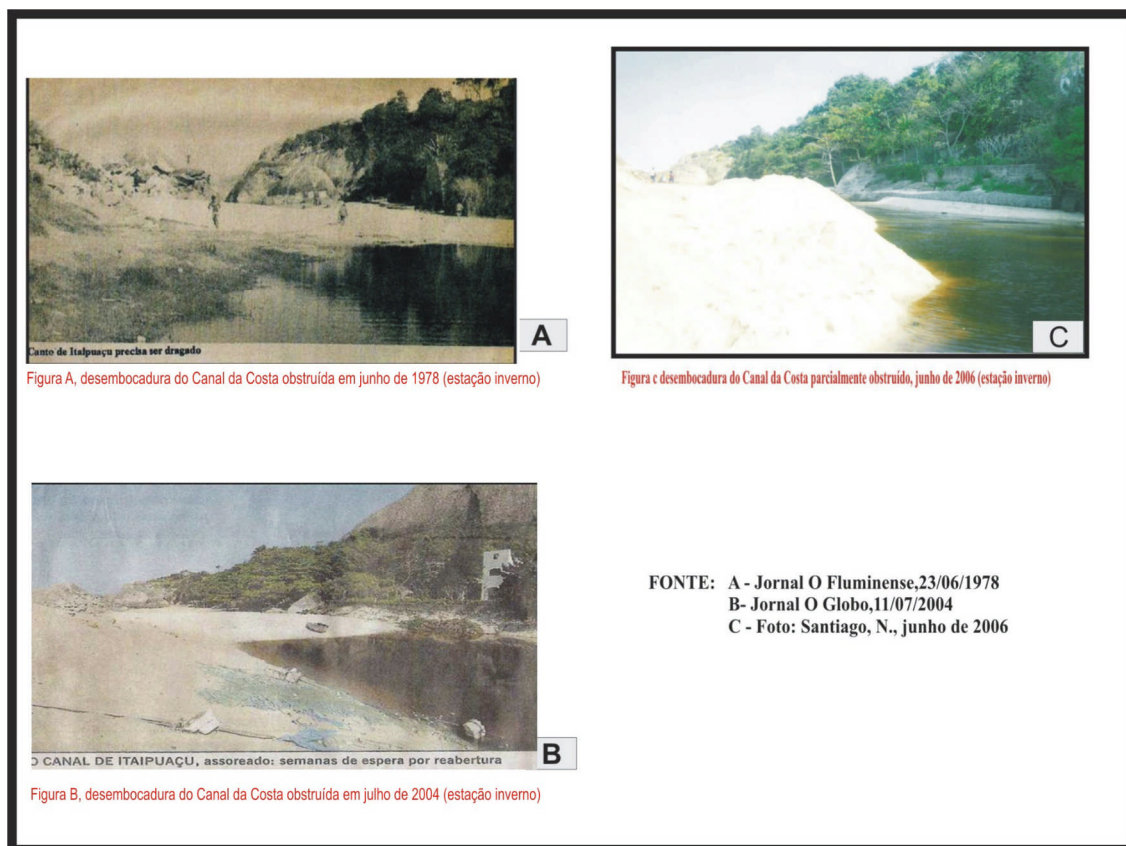 Canto de Itaipuaçu precisa ser dragado
A
Figura A, desembocadura do Canal da Costa obstruída em junho de 1978 (estação inverno)
C
Figura c desembocadura do Canal da Costa parcialmente obstruído, junho de 2006 (estação inverno)
O CANAL DE ITAIPUAÇU, assoreado: semanas de espera por reabertura
B
Figura B, desembocadura do Canal da Costa obstruída em julho de 2004 (estação inverno)
FONTE: A - Jornal O Fluminense,23/06/1978
B- Jornal O Globo,11/07/2004
C - Foto: Santiago, N., junho de 2006